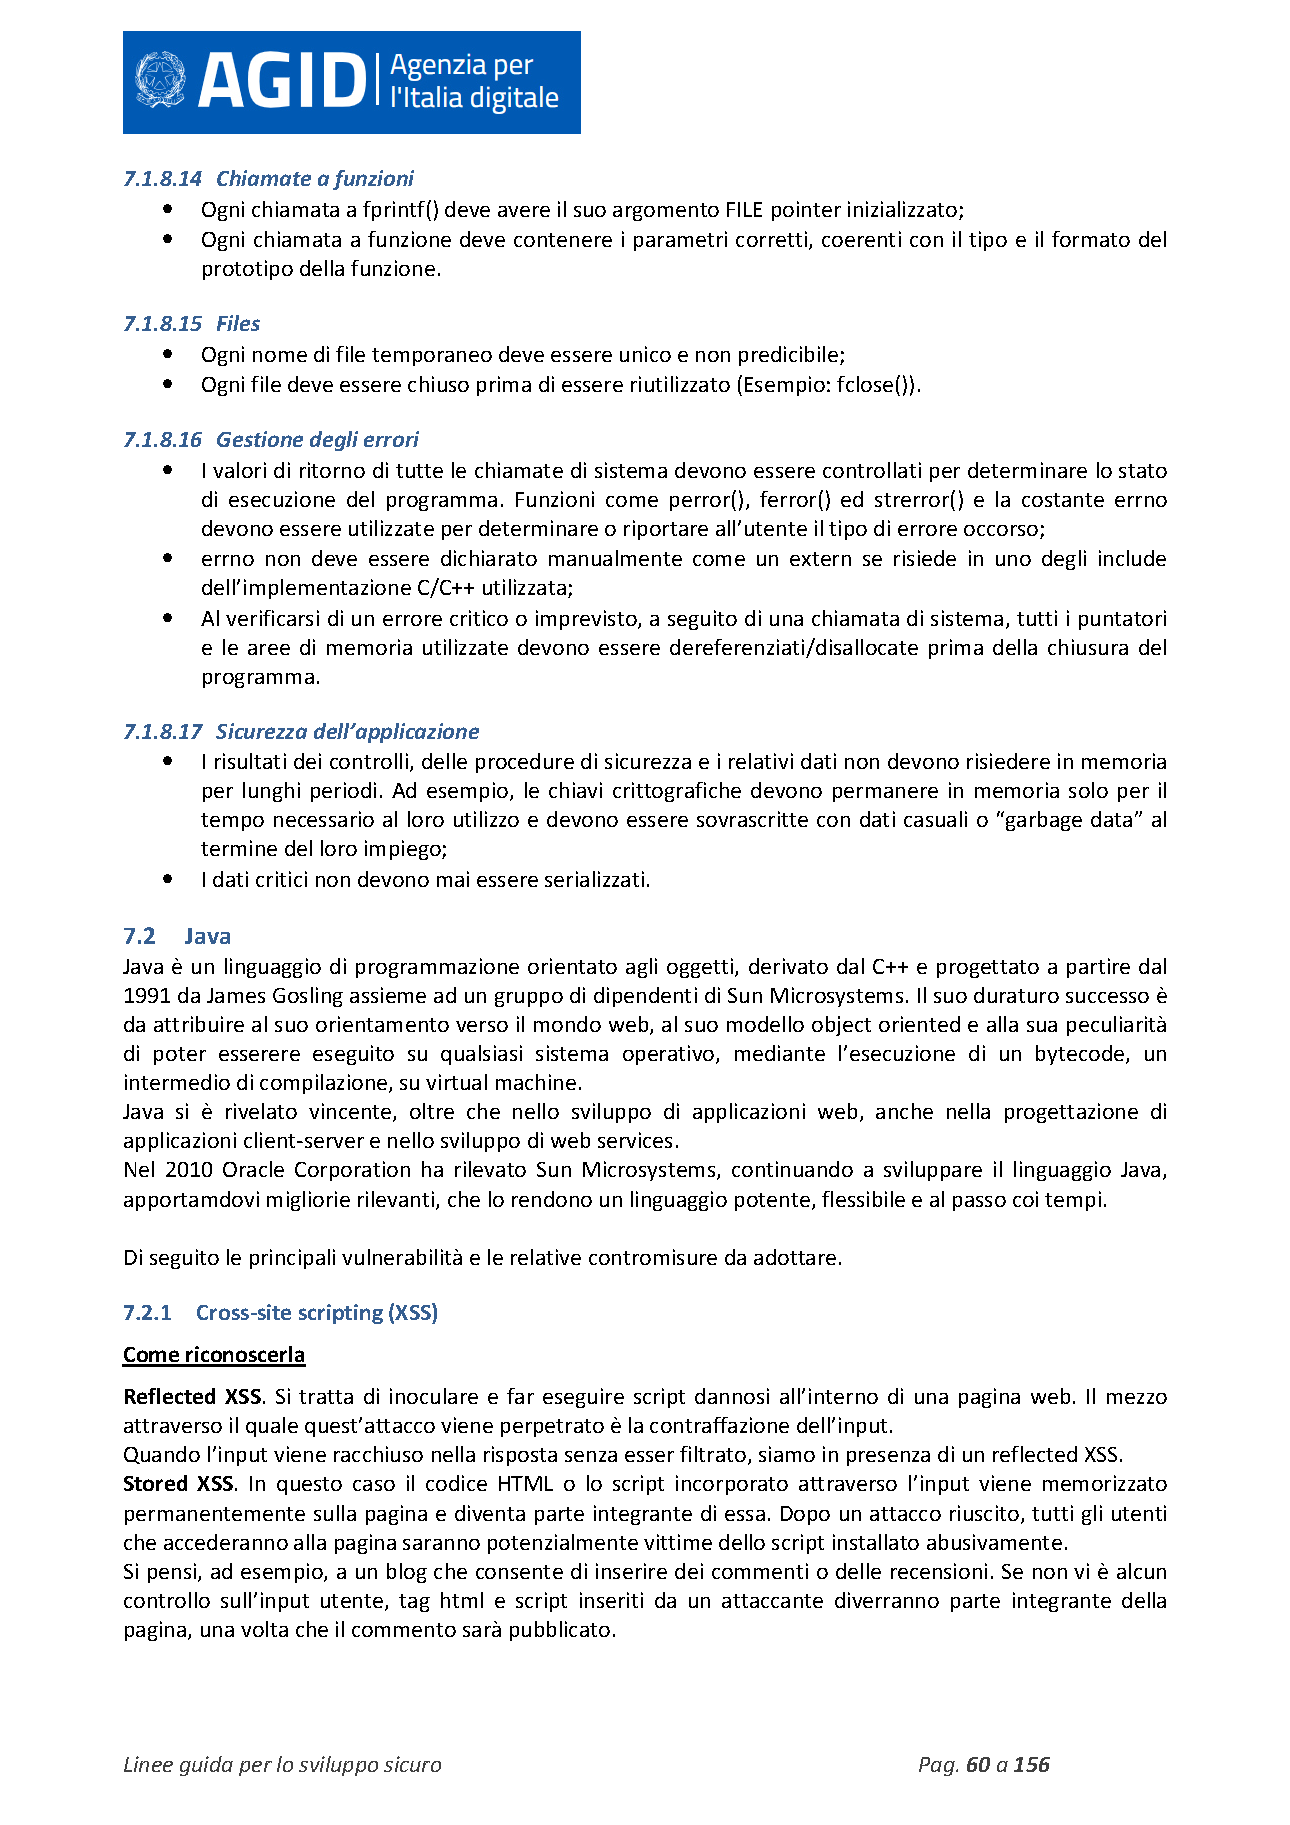 AGID Agenzia per
l'Italia digitale
7.1.8.14 Chiamate a funzioni
• Ogni chiamata a fprintf() deve avere il suo argomento FILE pointer inizializzato;
• Ogni chiamata a funzione deve contenere i parametri corretti, coerenti con il tipo e il formato del
prototipo della funzione.
7.1.8.15 Files
• Ogni nome di file temporaneo deve essere unico e non predicibile;
• Ogni file deve essere chiuso prima di essere riutilizzato (Esempio: fclose()).
7.1.8.16 Gestione degli errori
• I valori di ritorno di tutte le chiamate di sistema devono essere controllati per determinare lo stato
di esecuzione del programma. Funzioni come perror(), ferror() ed strerror() e la costante errno
devono essere utilizzate per determinare o riportare all’utente il tipo di errore occorso;
• errno non deve essere dichiarato manualmente come un extern se risiede in uno degli include
dell’implementazione C/C++ utilizzata;
• Al verificarsi di un errore critico o imprevisto, a seguito di una chiamata di sistema, tutti i puntatori
e le aree di memoria utilizzate devono essere dereferenziati/disallocate prima della chiusura del
programma.
7.1.8.17 Sicurezza dell’applicazione
• I risultati dei controlli, delle procedure di sicurezza e i relativi dati non devono risiedere in memoria
per lunghi periodi. Ad esempio, le chiavi crittografiche devono permanere in memoria solo per il
tempo necessario al loro utilizzo e devono essere sovrascritte con dati casuali o “garbage data” al
termine del loro impiego;
• I dati critici non devono mai essere serializzati.
7.2 Java
Java è un linguaggio di programmazione orientato agli oggetti, derivato dal C++ e progettato a partire dal
1991 da James Gosling assieme ad un gruppo di dipendenti di Sun Microsystems. Il suo duraturo successo è
da attribuire al suo orientamento verso il mondo web, al suo modello object oriented e alla sua peculiarità
di poter esserere eseguito su qualsiasi sistema operativo, mediante l’esecuzione di un bytecode, un
intermedio di compilazione, su virtual machine.
Java si è rivelato vincente, oltre che nello sviluppo di applicazioni web, anche nella progettazione di
applicazioni client-server e nello sviluppo di web services.
Nel 2010 Oracle Corporation ha rilevato Sun Microsystems, continuando a sviluppare il linguaggio Java,
apportamdovi migliorie rilevanti, che lo rendono un linguaggio potente, flessibile e al passo coi tempi.
Di seguito le principali vulnerabilità e le relative contromisure da adottare.
7.2.1 Cross-site scripting (XSS)
Come riconoscerla
Reflected XSS. Si tratta di inoculare e far eseguire script dannosi all’interno di una pagina web. Il mezzo
attraverso il quale quest’attacco viene perpetrato è la contraffazione dell’input.
Quando l’input viene racchiuso nella risposta senza esser filtrato, siamo in presenza di un reflected XSS.
Stored XSS. In questo caso il codice HTML o lo script incorporato attraverso l’input viene memorizzato
permanentemente sulla pagina e diventa parte integrante di essa. Dopo un attacco riuscito, tutti gli utenti
che accederanno alla pagina saranno potenzialmente vittime dello script installato abusivamente.
Si pensi, ad esempio, a un blog che consente di inserire dei commenti o delle recensioni. Se non vi è alcun
controllo sull’input utente, tag html e script inseriti da un attaccante diverranno parte integrante della
pagina, una volta che il commento sarà pubblicato.
Linee guida per lo sviluppo sicuro Pag. 60 a 156